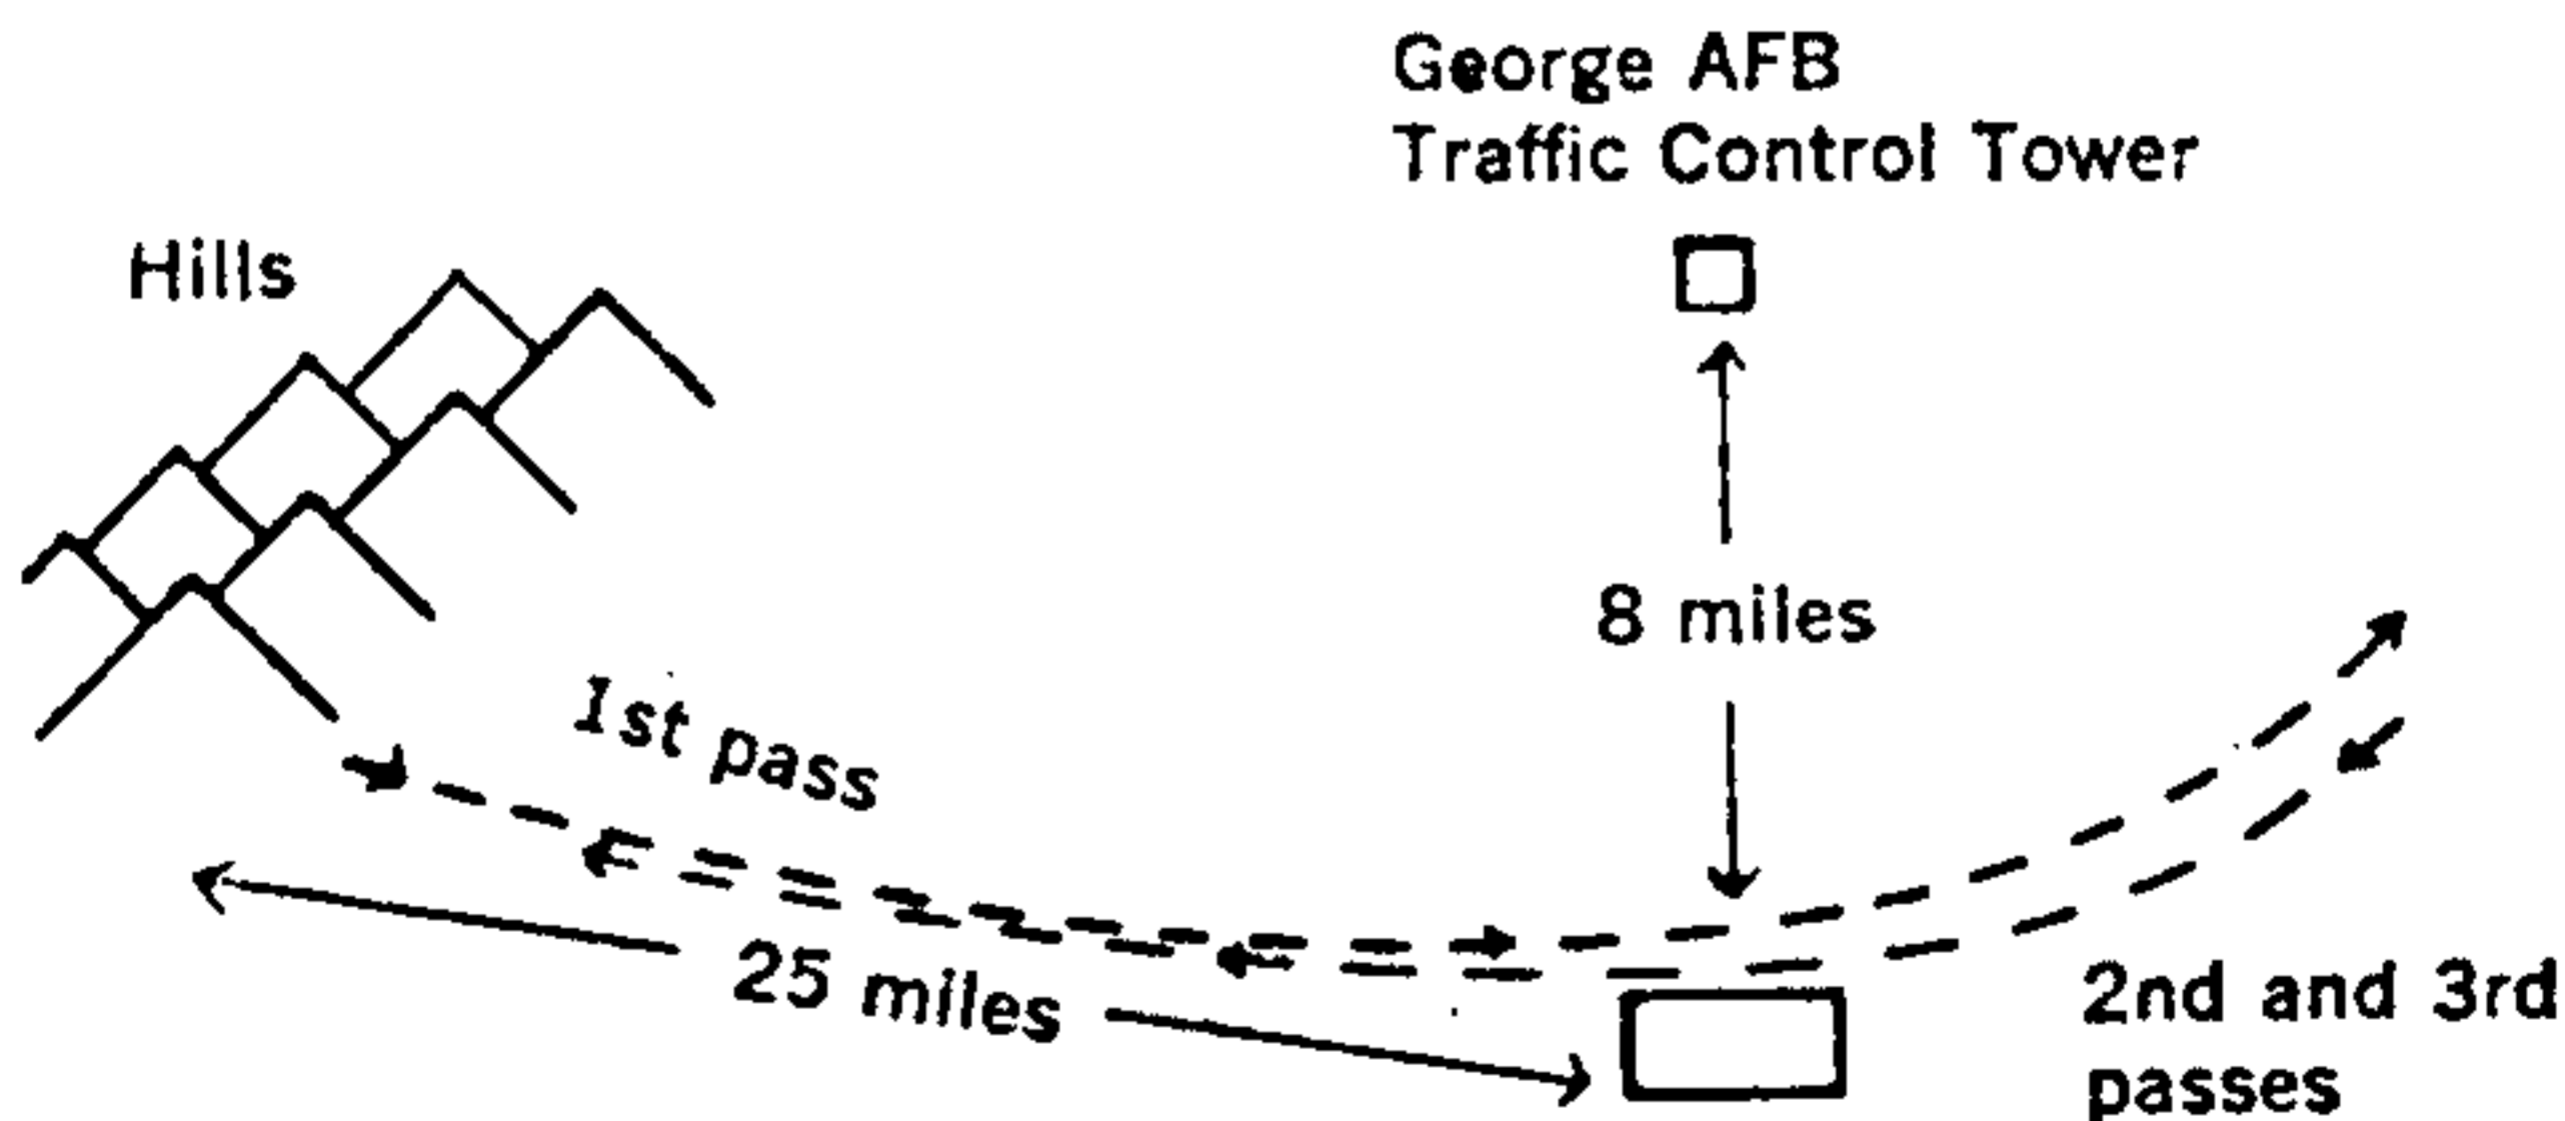 George AFB
Traffic Control Tower
Hills
8 miles
1st pass
25 miles
2nd and 3rd
passes